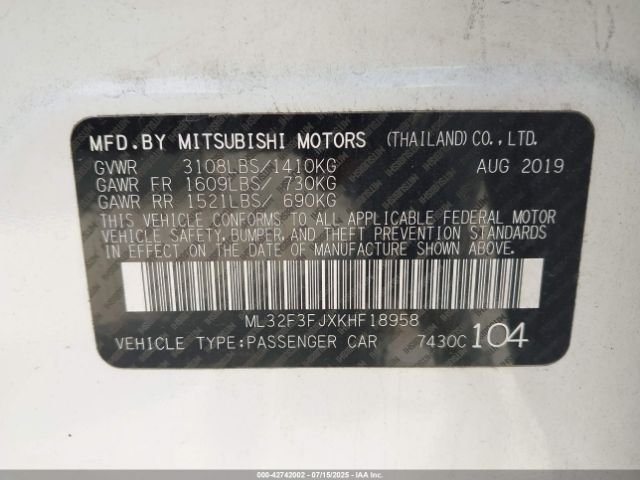 MFD. BY MITSUBISHI MOTORS (THAILAND) CO., LTD.
GVWR 3108LBS/1410KG AUG 2019
GAWR FR 1609LBS/ 730KG
GAWR RR 1521LBS/ 690KG
THIS VEHICLE CONFORMS TO ALL APPLICABLE FEDERAL MOTOR
VEHICLE SAFETY, BUMPER, AND THEFT PREVENTION STANDARDS
IN EFFECT ON THE DATE OF MANUFACTURE SHOWN ABOVE.
ML32F3FJXKHF18958
VEHICLE TYPE:PASSENGER CAR 7430C 104
000-42742002 - 07/15/2025 - IAAI Copyright